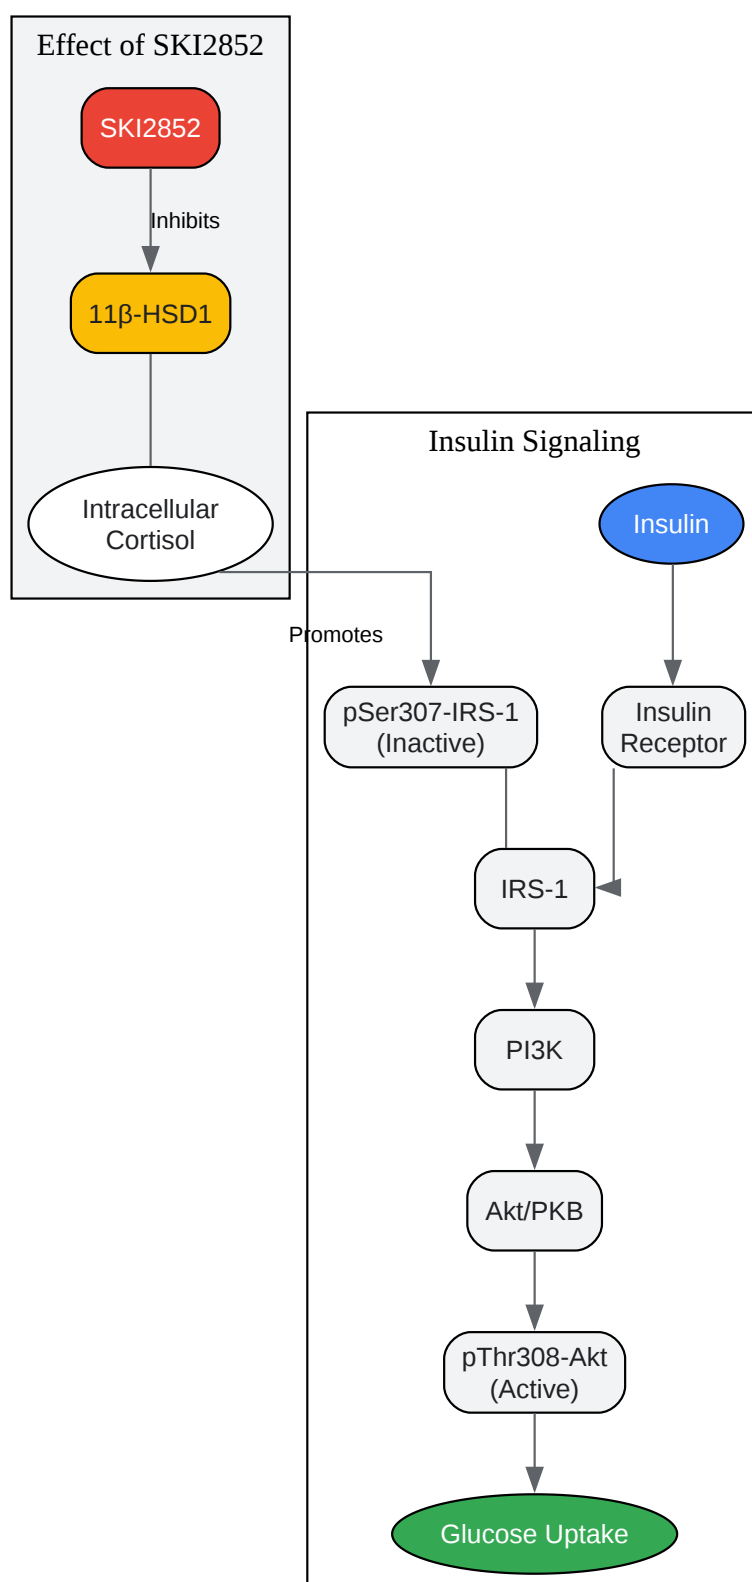 Effect of SKI2852
SKI2852
Inhibits
11β-HSD1
Intracellular
Cortisol
Insulin Signaling
Insulin
Promotes
pSer307-IRS-1
(Inactive)
Insulin
Receptor
IRS-1
PI3K
Akt/PKB
pThr308-Akt
(Active)
Glucose Uptake